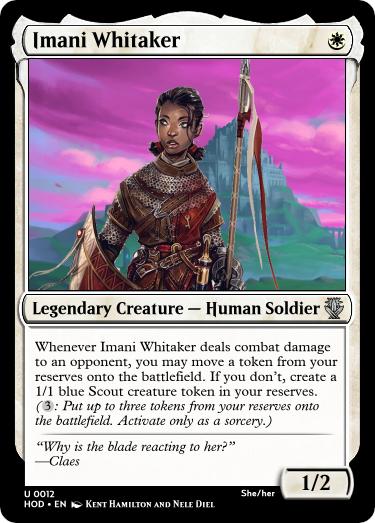 Imani Whitaker
Legendary Creature — Human Soldier
Whenever Imani Whitaker deals combat damage
to an opponent, you may move a token from your
reserves onto the battlefield. If you don't, create a
1/1 blue Scout creature token in your reserves.
(3: Put up to three tokens from your reserves onto
the battlefield. Activate only as a sorcery.)
“Why is the blade reacting to her?”
—Claes
1/2
U 0012
She/her
HOD • EN Kent Hamilton and Nele Diel